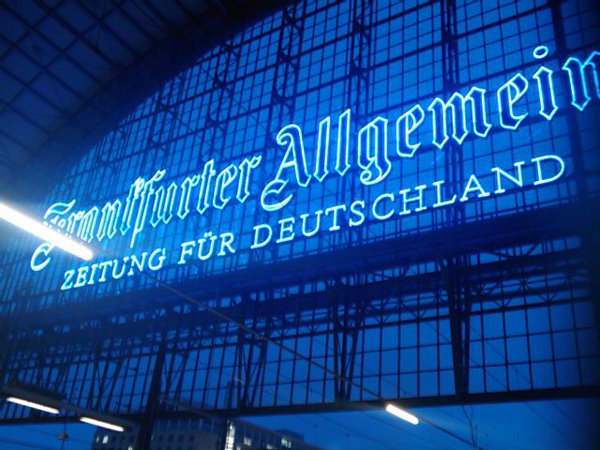 Frankfurter Allgemein
ZEITUNG FÜR DEUTSCHLAND